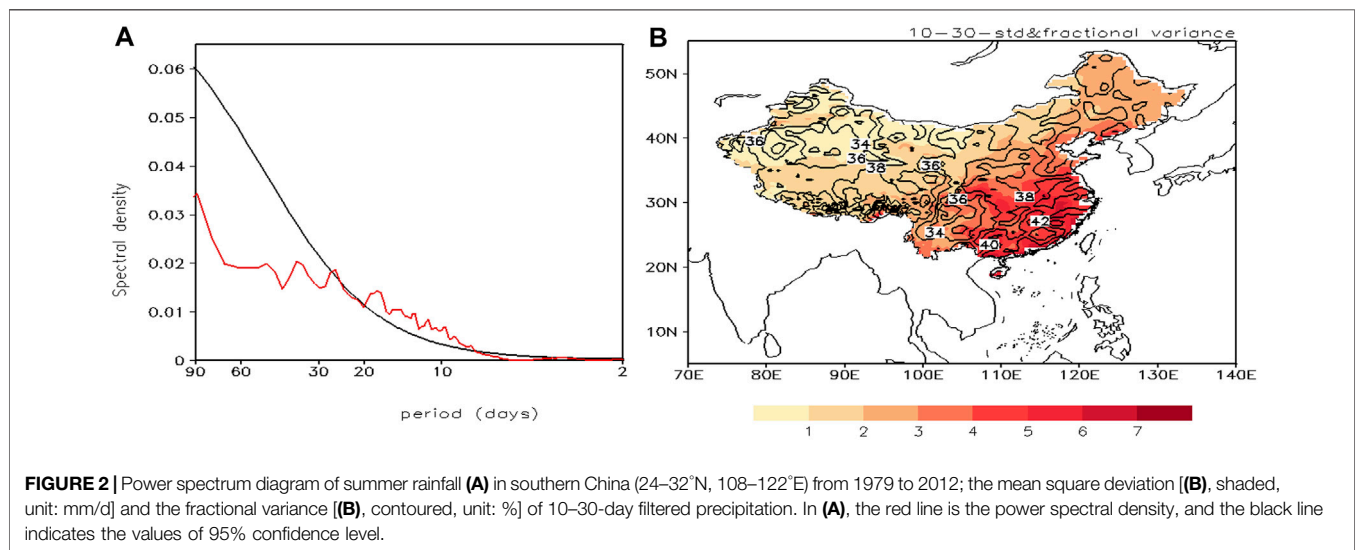 A
0.06
0.05
0.04
0.03
0.02
0.01
0
Spectral density
90 60 30 20 10 2
period (days)
B
10-30-std&fractional variance
50N
40N
30N
20N
10N
36
34
36
38
36
36
38
42
34
40
70E 80E 90E 100E 110E 120E 130E 140E
1 2 3 4 5 6 7
FIGURE 2 | Power spectrum diagram of summer rainfall (A) in southern China (24–32°N, 108–122°E) from 1979 to 2012; the mean square deviation [(B), shaded,
unit: mm/d] and the fractional variance [(B), contoured, unit: %] of 10–30-day filtered precipitation. In (A), the red line is the power spectral density, and the black line
indicates the values of 95% confidence level.